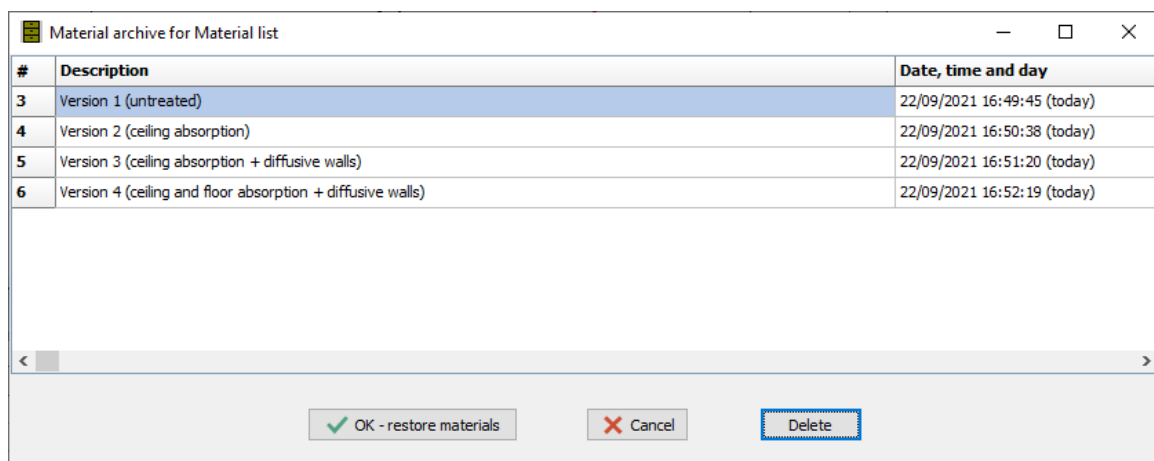 Material archive for Material list
# Description Date, time and day
3 Version 1 (untreated) 22/09/2021 16:49:45 (today)
4 Version 2 (ceiling absorption) 22/09/2021 16:50:38 (today)
5 Version 3 (ceiling absorption + diffusive walls) 22/09/2021 16:51:20 (today)
6 Version 4 (ceiling and floor absorption + diffusive walls) 22/09/2021 16:52:19 (today)
OK - restore materials Cancel Delete